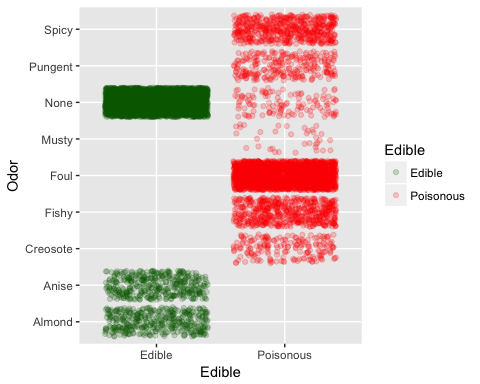 Spicy
Pungent
None
Musty
Foul
Fishy
Creosote
Anise
Almond
Odor
Edible
Poisonous
Edible
Edible
Edible
Poisonous